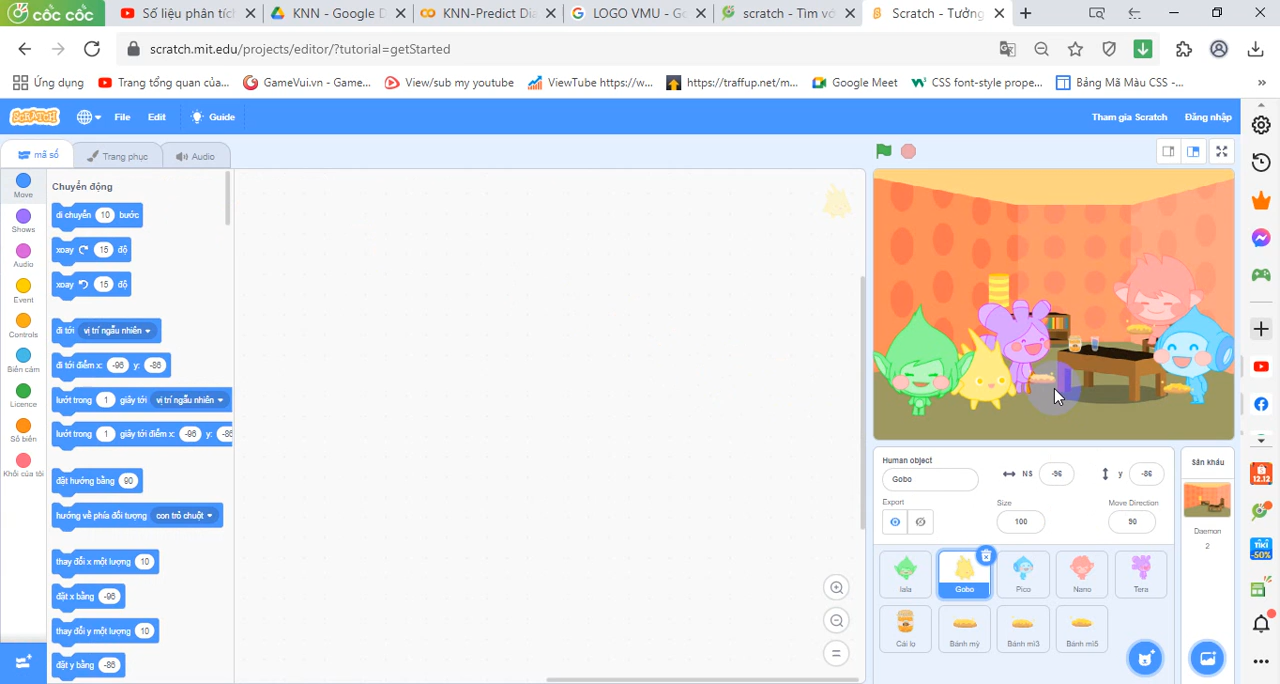 cốc cốc
Số liệu phân tích
KNN - Google D
KNN-Predict Dia
LOGO VMU - Go
scratch - Tìm vớ
Scratch - Tưởng
scratch.mit.edu/projects/editor/?tutorial=getStarted
Ứng dụng
Trang tổng quan của...
GameVui.vn - Game...
View/sub my youtube
ViewTube https://w...
https://traffup.net/m...
Google Meet
CSS font-style prope...
Bảng Mã Màu CSS -...
»
SCRATCH
File
Edit
Guide
Tham gia Scratch
Đăng nhập
mã số
Trang phục
Audio
Move
Shows
Audio
Event
Controls
Biến cảm
Licence
Số biên
Khối của tôi
Chuyển động
di chuyển 10 bước
xoay 15 độ
xoay 15 độ
đi tới vị trí ngẫu nhiên
đi tới điểm x: -96 y: -86
lướt trong 1 giây tới vị trí ngẫu nhiên
lướt trong 1 giây tới điểm x: -96 y: -86
đặt hướng bằng 90
hướng về phía đối tượng con trỏ chuột
thay đổi x một lượng 10
đặt x bằng -96
thay đổi y một lượng 10
đặt y bằng -86
Human object
Gobo
NS -96
y -86
Export
Size
100
Move Direction
90
lala
Gobo
Pico
Nano
Tera
Cái lọ
Bánh mỳ
Bánh mì3
Bánh mì5
Sân khấu
Daemon
2
12.12
TIKI
-50%